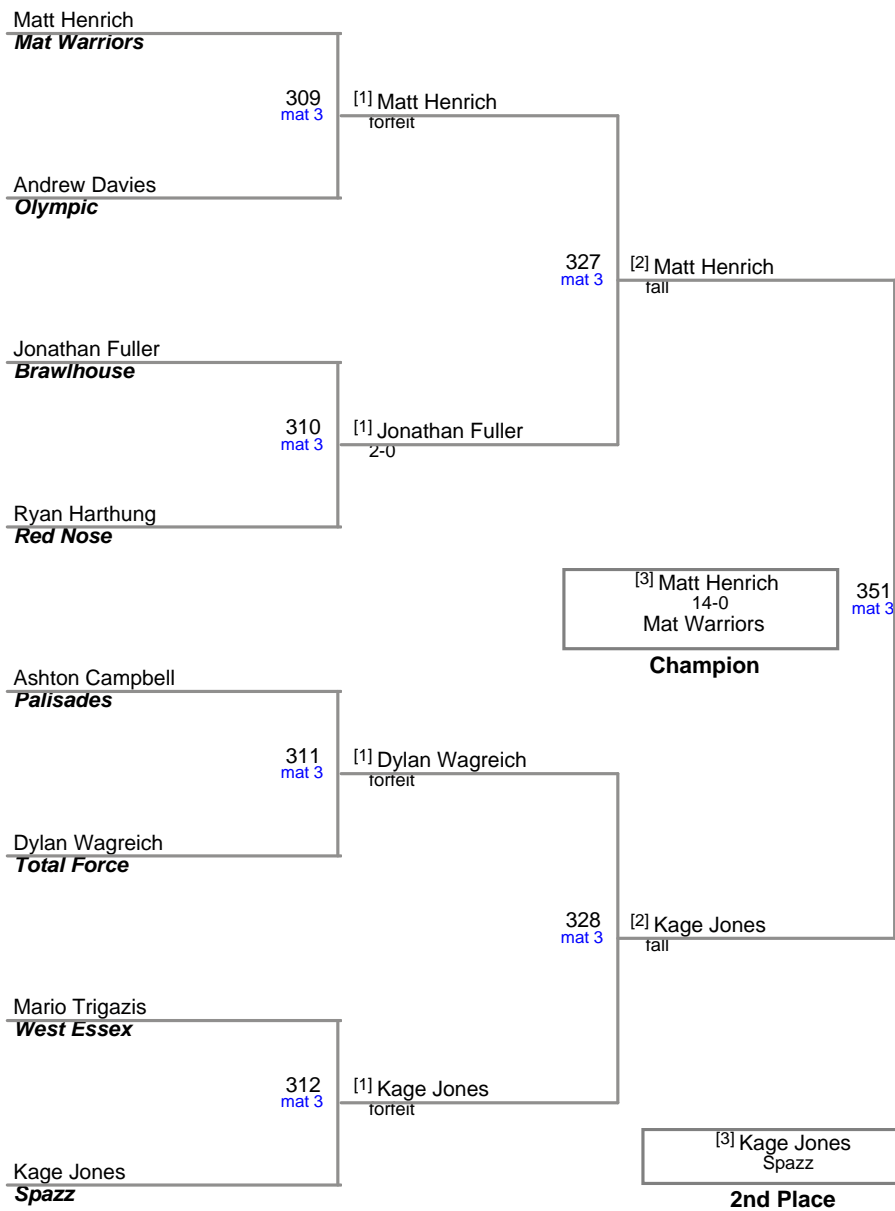 Matt Henrich
Mat Warriors
309
mat 3
[1] Matt Henrich
forfeit
Andrew Davies
Olympic
327
mat 3
[2] Matt Henrich
fall
Jonathan Fuller
Brawlhouse
310
mat 3
[1] Jonathan Fuller
2-0
Ryan Harthung
Red Nose
[3] Matt Henrich
14-0
Mat Warriors
Champion
351
mat 3
Ashton Campbell
Palisades
311
mat 3
[1] Dylan Wagreich
forfeit
Dylan Wagreich
Total Force
328
mat 3
[2] Kage Jones
fall
Mario Trigazis
West Essex
312
mat 3
[1] Kage Jones
forfeit
Kage Jones
Spazz
[3] Kage Jones
Spazz
2nd Place